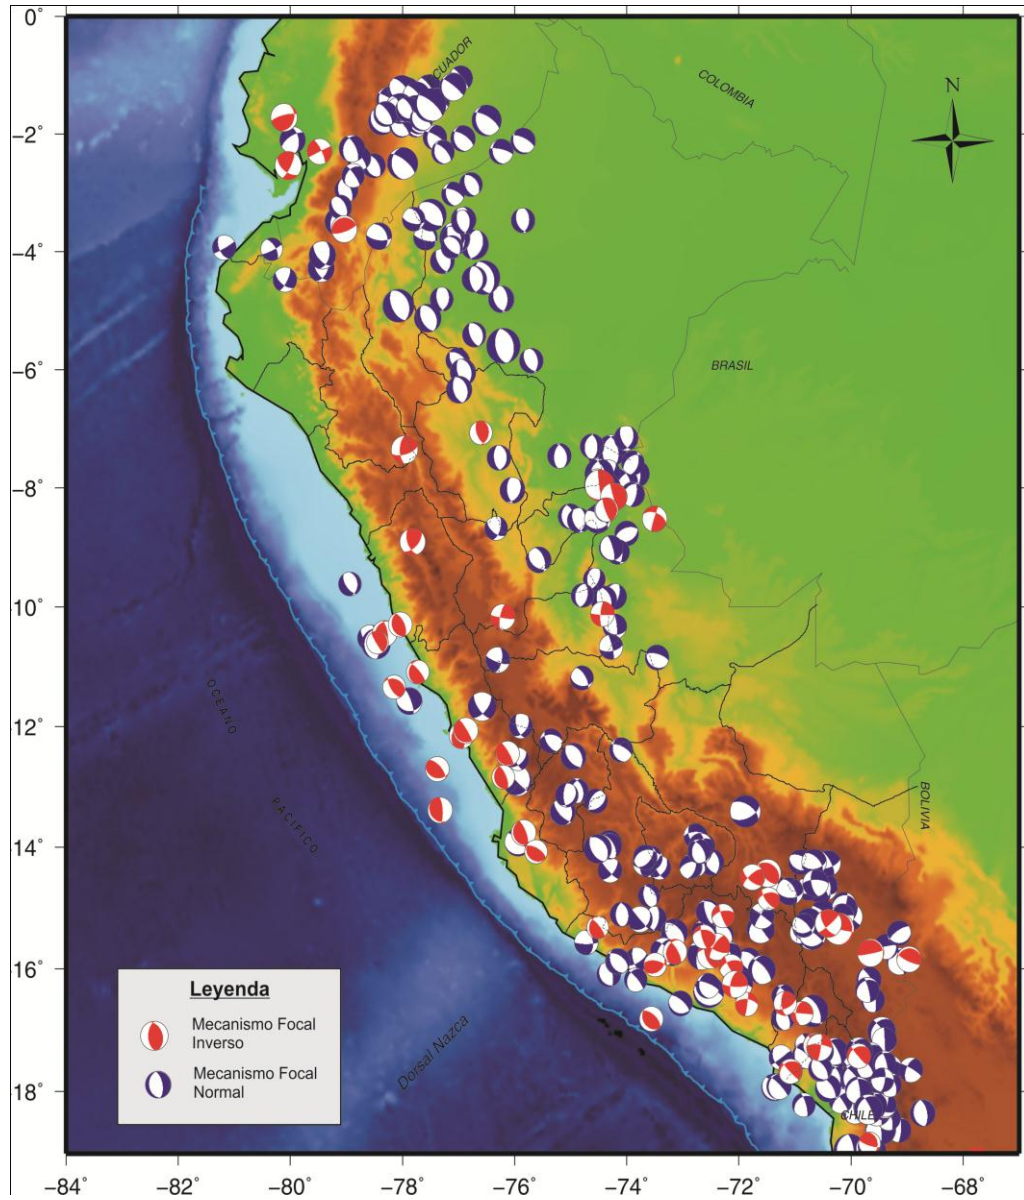 0°
−2°
−4°
−6°
−8°
−10°
−12°
−14°
−16°
−18°
CUADOR
COLOMBIA
N
BRASIL
BOLIVIA
OCEANO
PACIFICO
Dorsal Nazca
CHILE
Leyenda
Mecanismo Focal
Inverso
Mecanismo Focal
Normal
−84°
−82°
−80°
−78°
−76°
−74°
−72°
−70°
−68°